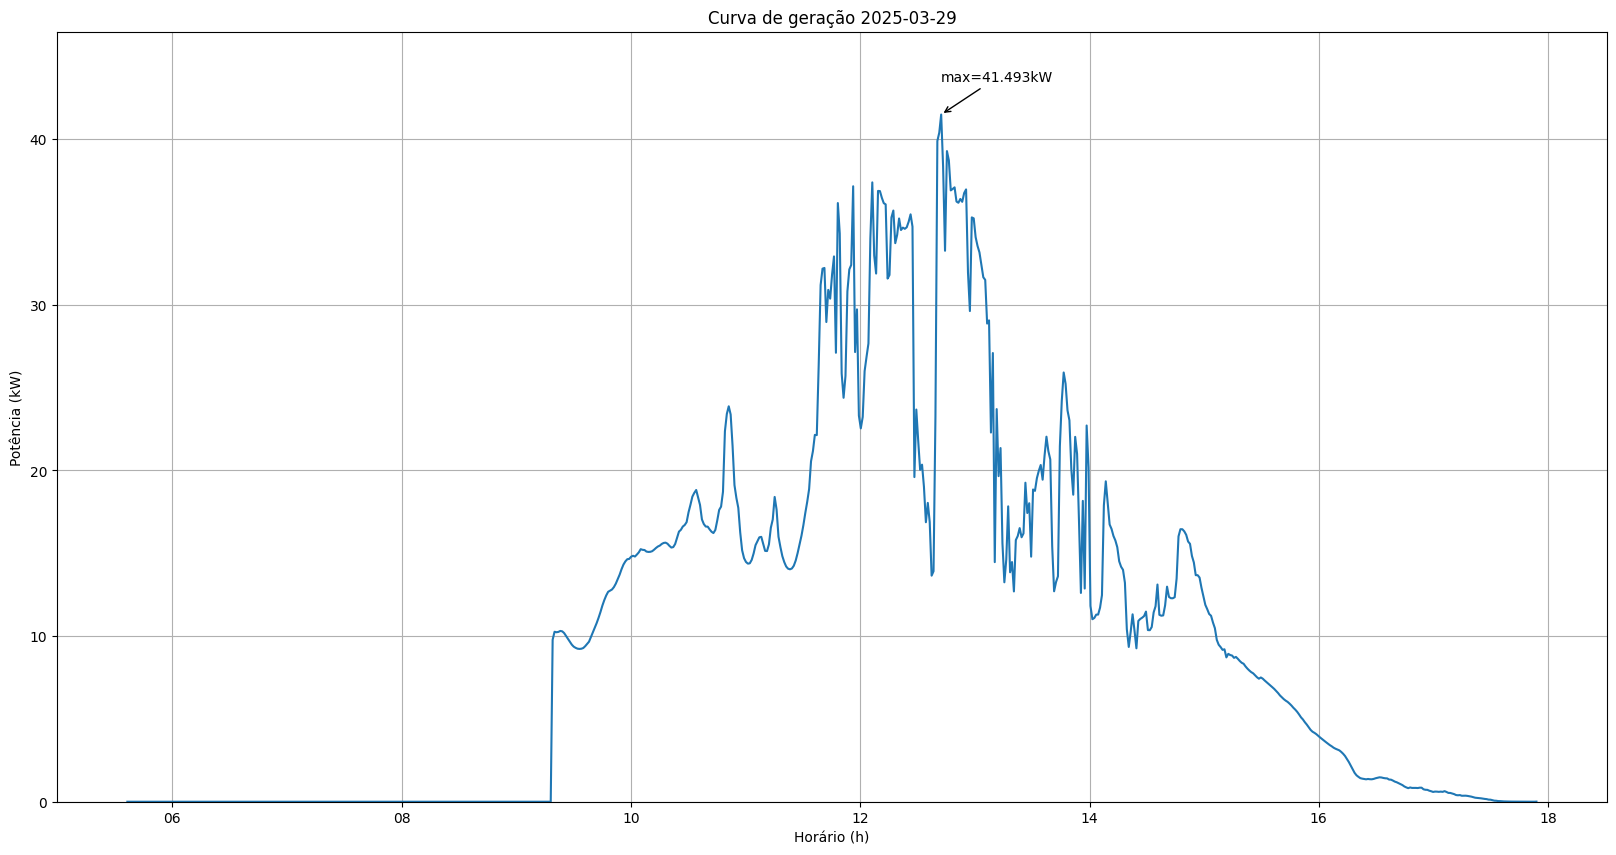 Curva de geração 2025-03-29
max=41.493kW
40
30
20
10
0
Potência (kW)
06 08 10 12 14 16 18
Horário (h)